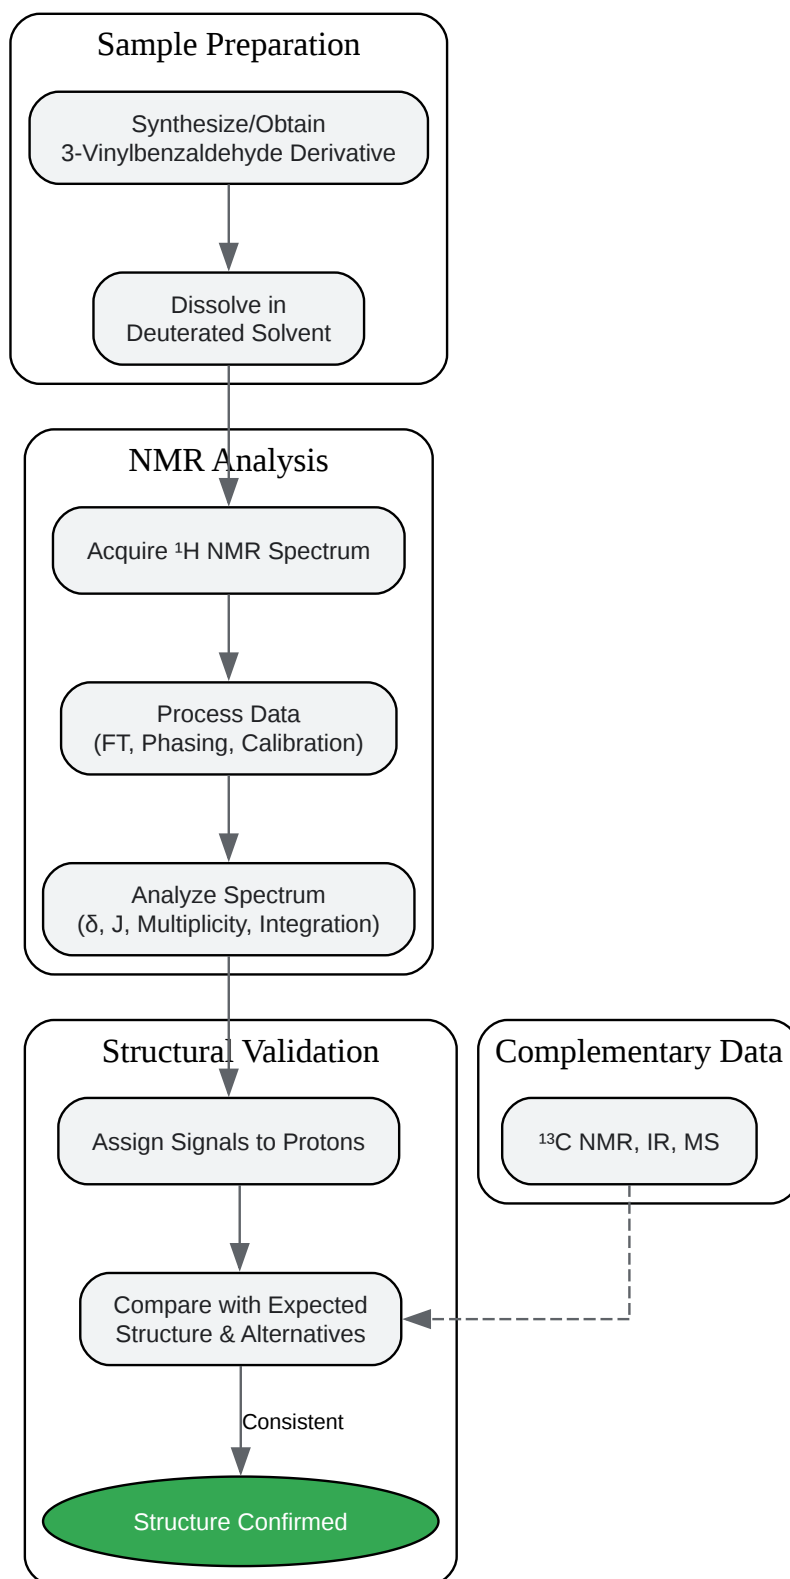 Sample Preparation
Synthesize/Obtain
3-Vinylbenzaldehyde Derivative
Dissolve in
Deuterated Solvent
NMR Analysis
Acquire ¹H NMR Spectrum
Process Data
(FT, Phasing, Calibration)
Analyze Spectrum
(δ, J, Multiplicity, Integration)
Structural Validation
Assign Signals to Protons
Complementary Data
¹³C NMR, IR, MS
Compare with Expected
Structure & Alternatives
Consistent
Structure Confirmed